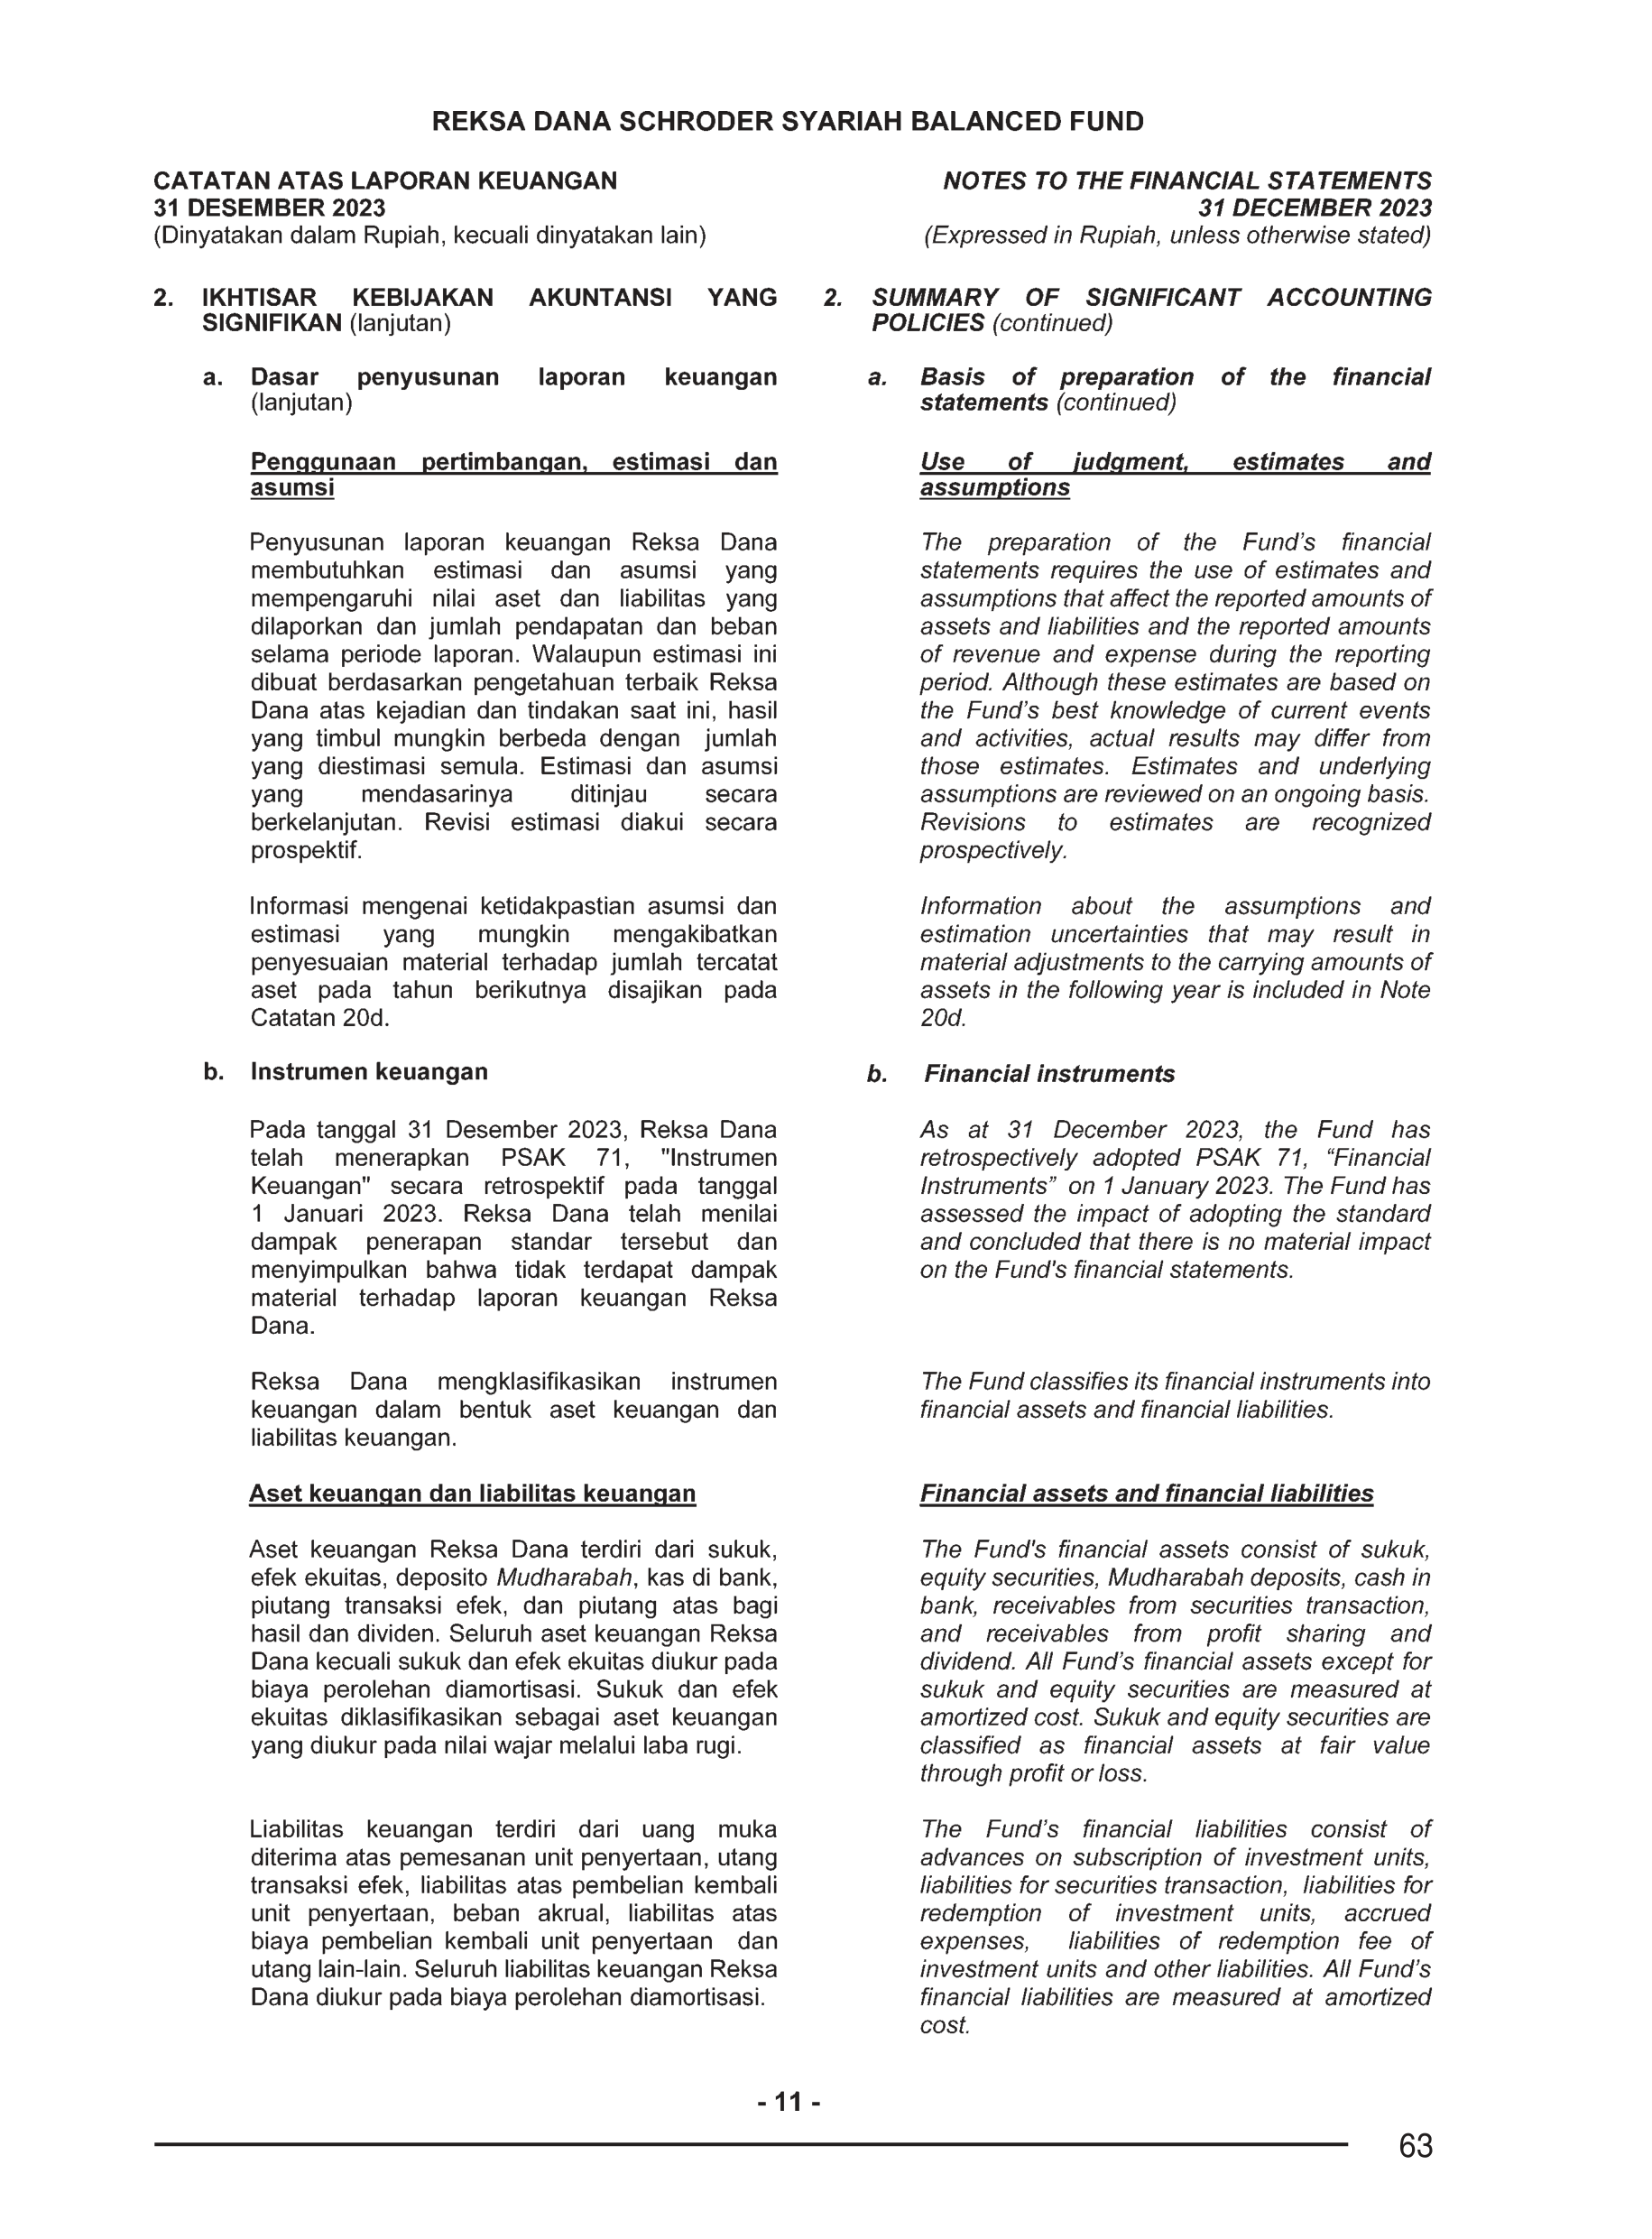 REKSA DANA SCHRODER SYARIAH BALANCED FUND
CATATAN ATAS LAPORAN KEUANGAN
31 DESEMBER 2023
(Dinyatakan dalam Rupiah, kecuali dinyatakan lain)
NOTES TO THE FINANCIAL STATEMENTS
31 DECEMBER 2023
(Expressed in Rupiah, unless otherwise stated)
2. IKHTISAR KEBIJAKAN AKUNTANSI YANG
SIGNIFIKAN (lanjutan)
a. Dasar penyusunan laporan keuangan
(lanjutan)
Penggunaan pertimbangan, estimasi dan
asumsi
Penyusunan laporan keuangan Reksa Dana
membutuhkan estimasi dan asumsi yang
mempengaruhi nilai aset dan liabilitas yang
dilaporkan dan jumlah pendapatan dan beban
selama periode laporan. Walaupun estimasi ini
dibuat berdasarkan pengetahuan terbaik Reksa
Dana atas kejadian dan tindakan saat ini, hasil
yang timbul mungkin berbeda dengan jumlah
yang diestimasi semula. Estimasi dan asumsi
yang mendasarinya ditinjau secara
berkelanjutan. Revisi estimasi diakui secara
prospektif.
Informasi mengenai ketidakpastian asumsi dan
estimasi yang mungkin mengakibatkan
penyesuaian material terhadap jumlah tercatat
aset pada tahun berikutnya disajikan pada
Catatan 20d.
b. Instrumen keuangan
Pada tanggal 31 Desember 2023, Reksa Dana
telah menerapkan PSAK 71, "Instrumen
Keuangan" secara retrospektif pada tanggal
1 Januari 2023. Reksa Dana telah menilai
dampak penerapan standar tersebut dan
menyimpulkan bahwa tidak terdapat dampak
material terhadap laporan keuangan Reksa
Dana.
Reksa Dana mengklasifikasikan instrumen
keuangan dalam bentuk aset keuangan dan
liabilitas keuangan.
Aset keuangan dan liabilitas keuangan
Aset keuangan Reksa Dana terdiri dari sukuk,
efek ekuitas, deposito Mudharabah, kas di bank,
piutang transaksi efek, dan piutang atas bagi
hasil dan dividen. Seluruh aset keuangan Reksa
Dana kecuali sukuk dan efek ekuitas diukur pada
biaya perolehan diamortisasi. Sukuk dan efek
ekuitas diklasifikasikan sebagai aset keuangan
yang diukur pada nilai wajar melalui laba rugi.
Liabilitas keuangan terdiri dari uang muka
diterima atas pemesanan unit penyertaan, utang
transaksi efek, liabilitas atas pembelian kembali
unit penyertaan, beban akrual, liabilitas atas
biaya pembelian kembali unit penyertaan dan
utang lain-lain. Seluruh liabilitas keuangan Reksa
Dana diukur pada biaya perolehan diamortisasi.
2. SUMMARY OF SIGNIFICANT ACCOUNTING
POLICIES (continued)
a. Basis of preparation of the financial
statements (continued)
Use of judgment, estimates and
assumptions
The preparation of the Fund’s financial
statements requires the use of estimates and
assumptions that affect the reported amounts of
assets and liabilities and the reported amounts
of revenue and expense during the reporting
period. Although these estimates are based on
the Fund’s best knowledge of current events
and activities, actual results may differ from
those estimates. Estimates and underlying
assumptions are reviewed on an ongoing basis.
Revisions to estimates are recognized
prospectively.
Information about the assumptions and
estimation uncertainties that may result in
material adjustments to the carrying amounts of
assets in the following year is included in Note
20d.
b. Financial instruments
As at 31 December 2023, the Fund has
retrospectively adopted PSAK 71, “Financial
Instruments” on 1 January 2023. The Fund has
assessed the impact of adopting the standard
and concluded that there is no material impact
on the Fund's financial statements.
The Fund classifies its financial instruments into
financial assets and financial liabilities.
Financial assets and financial liabilities
The Fund's financial assets consist of sukuk,
equity securities, Mudharabah deposits, cash in
bank, receivables from securities transaction,
and receivables from profit sharing and
dividend. All Fund’s financial assets except for
sukuk and equity securities are measured at
amortized cost. Sukuk and equity securities are
classified as financial assets at fair value
through profit or loss.
The Fund’s financial liabilities consist of
advances on subscription of investment units,
liabilities for securities transaction, liabilities for
redemption of investment units, accrued
expenses, liabilities of redemption fee of
investment units and other liabilities. All Fund’s
financial liabilities are measured at amortized
cost.
- 11 -
63